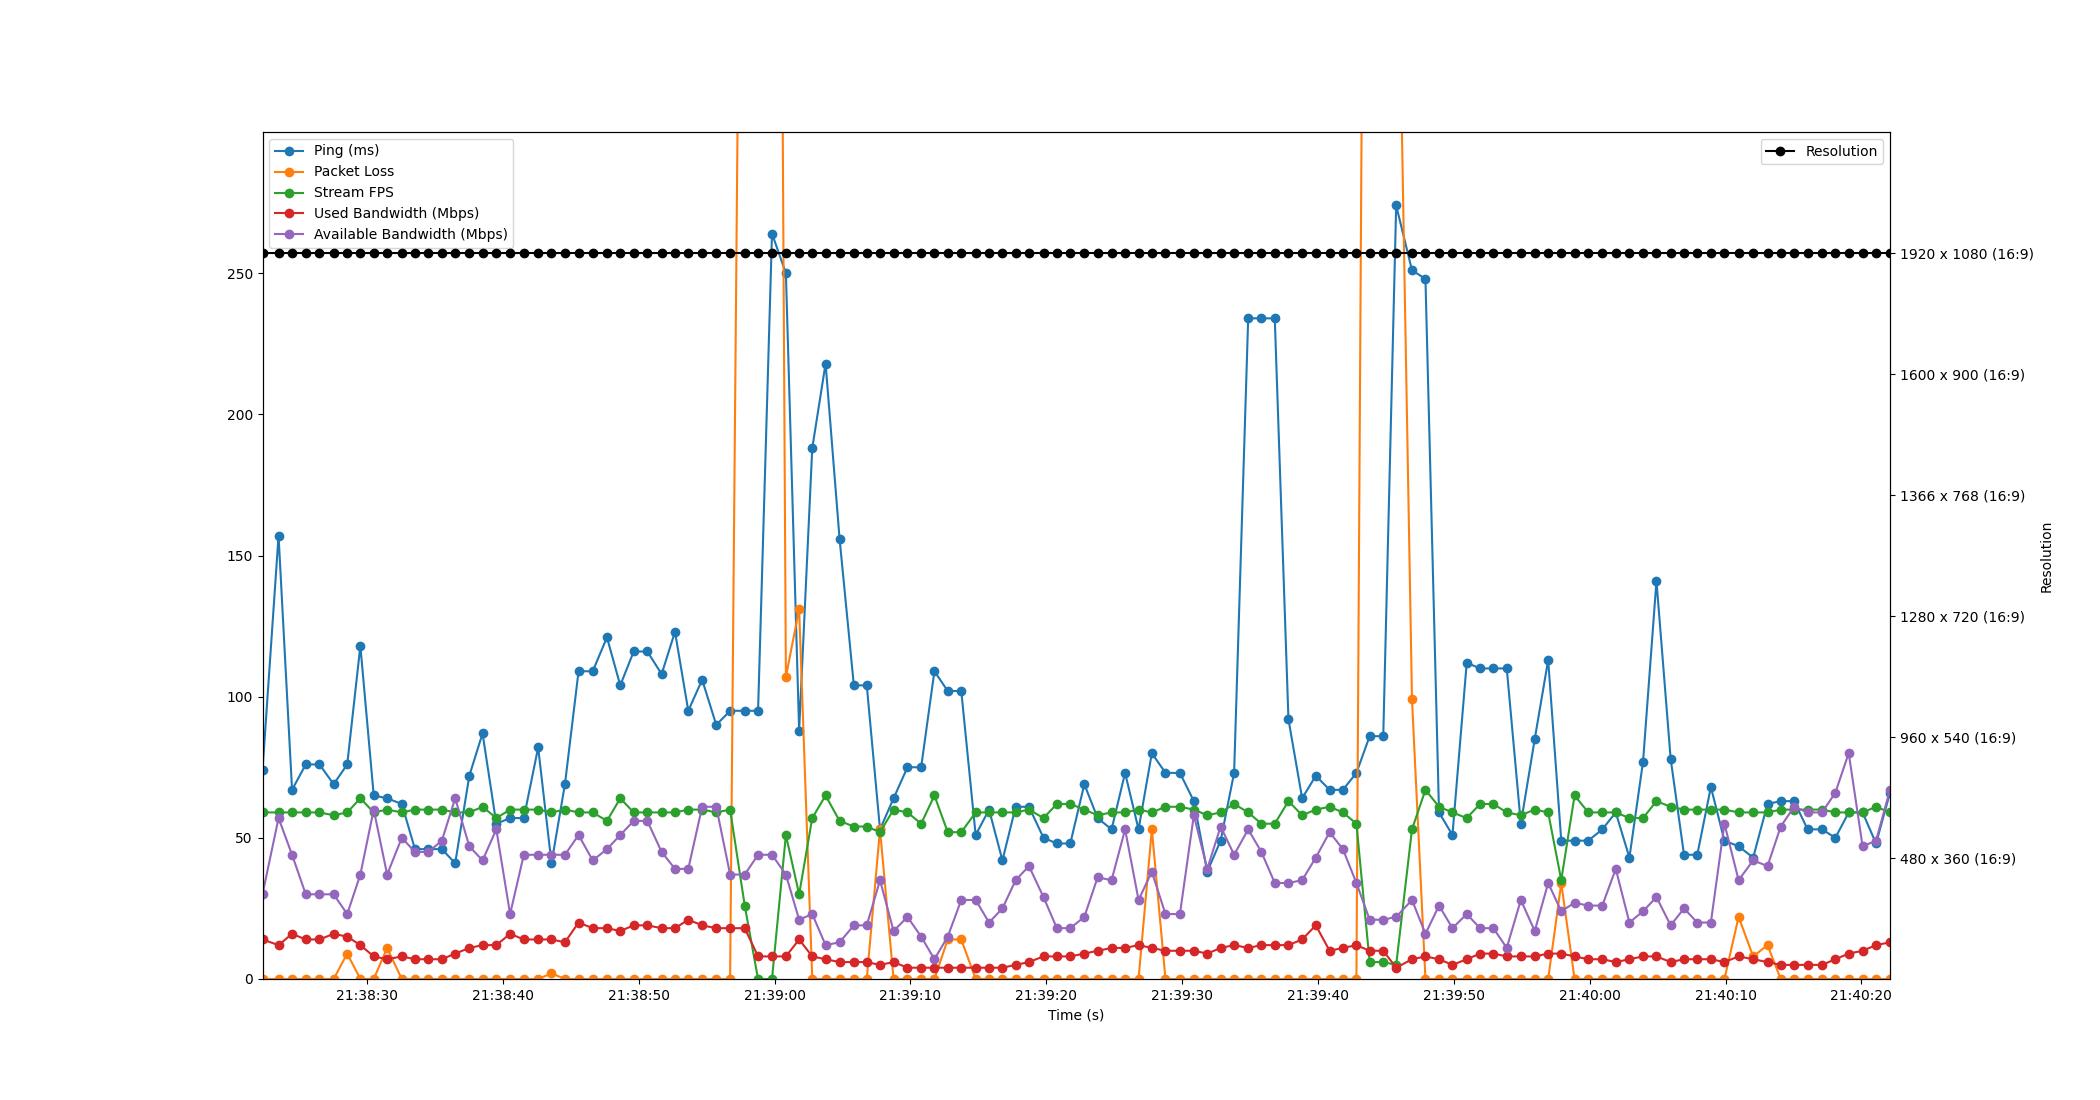 Ping (ms)
Packet Loss
Stream FPS
Used Bandwidth (Mbps)
Available Bandwidth (Mbps)
Resolution
250
200
150
100
50
0
1920 x 1080 (16:9)
1600 x 900 (16:9)
1366 x 768 (16:9)
1280 x 720 (16:9)
960 x 540 (16:9)
480 x 360 (16:9)
Resolution
21:38:30 21:38:40 21:38:50 21:39:00 21:39:10 21:39:20 21:39:30 21:39:40 21:39:50 21:40:00 21:40:10 21:40:20
Time (s)